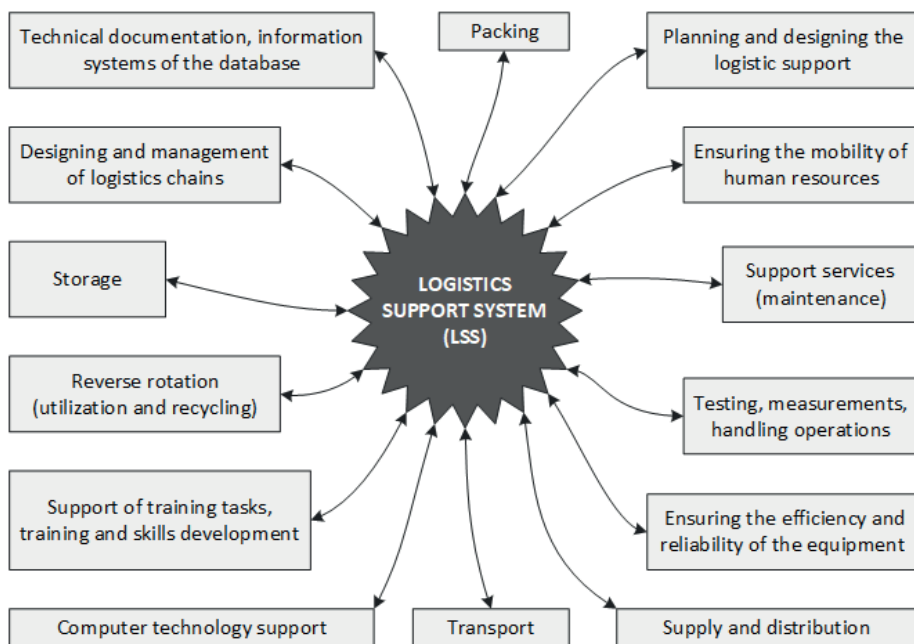 Technical documentation, information
systems of the database
Packing
Planning and designing the
logistic support
Designing and management
of logistics chains
Ensuring the mobility of
human resources
Storage
LOGISTICS
SUPPORT SYSTEM
(LSS)
Support services
(maintenance)
Reverse rotation
(utilization and recycling)
Testing, measurements,
handling operations
Support of training tasks,
training and skills development
Ensuring the efficiency and
reliability of the equipment
Computer technology support
Transport
Supply and distribution